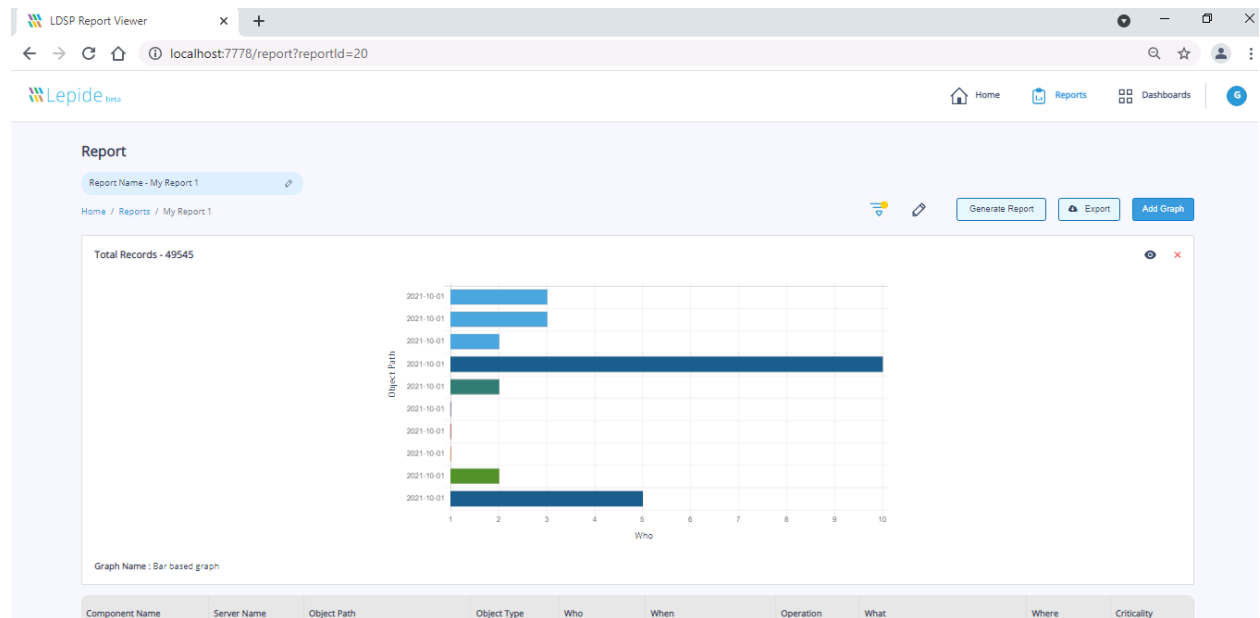 LDSP Report Viewer
localhost:7778/report?reportId=20
Lepide beta
Home Reports Dashboards G
Report
Report Name - My Report 1
Home / Reports / My Report 1
Generate Report Export Add Graph
Total Records - 49545
Object Path
2021-10-01
2021-10-01
2021-10-01
2021-10-01
2021-10-01
2021-10-01
2021-10-01
2021-10-01
2021-10-01
2021-10-01
1 2 3 4 5 6 7 8 9 10
Who
Graph Name : Bar based graph
Component Name Server Name Object Path Object Type Who When Operation What Where Criticality